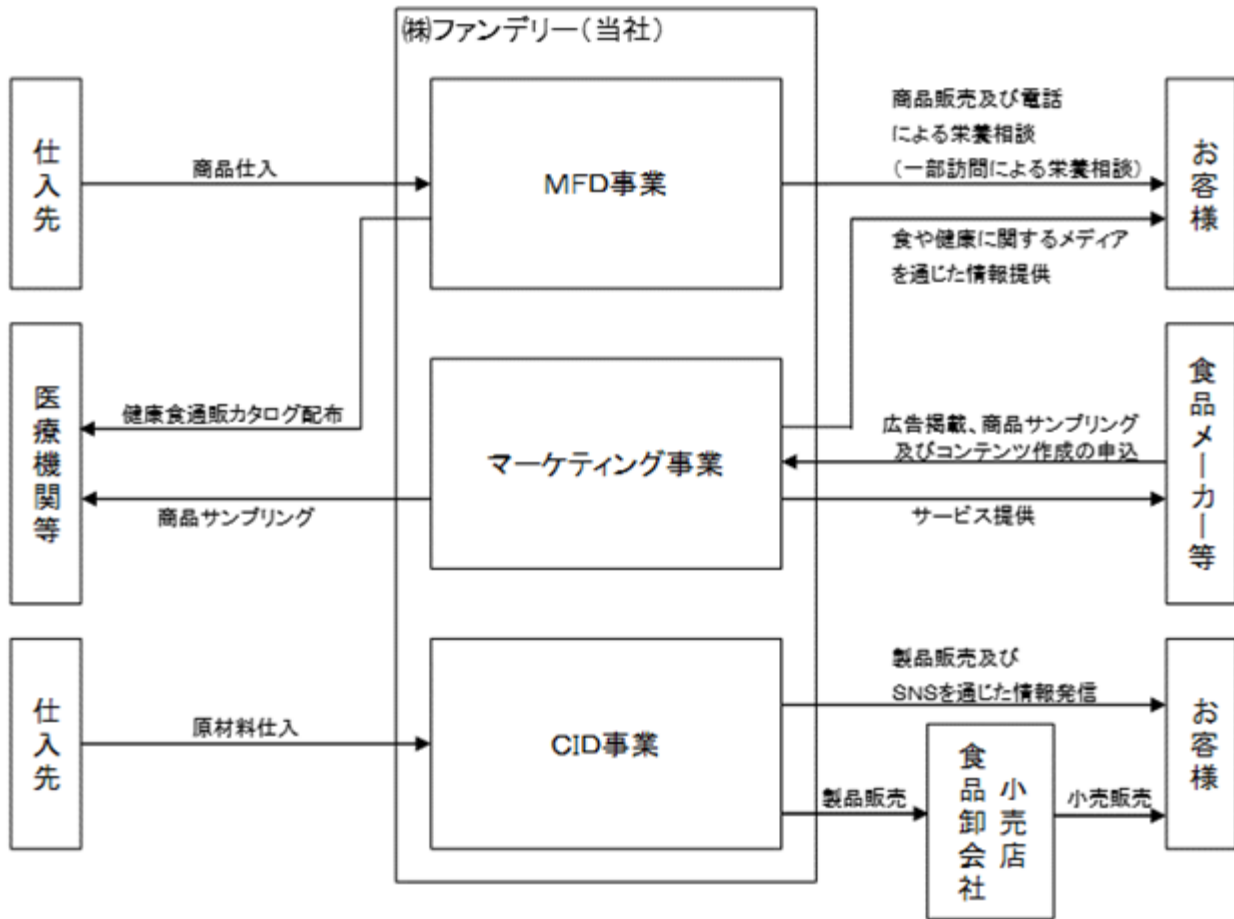 ㈱ファンデリー(当社)
仕入先
商品仕入
MFD事業
商品販売及び電話
による栄養相談
(一部訪問による栄養相談)
お客様
食や健康に関するメディア
を通じた情報提供
医療機関等
健康食通販カタログ配布
商品サンプリング
マーケティング事業
広告掲載、商品サンプリング
及びコンテンツ作成の申込
サービス提供
食品メーカー等
仕入先
原材料仕入
CID事業
製品販売及び
SNSを通じた情報発信
お客様
製品販売
小売店
食品卸会社
小売販売